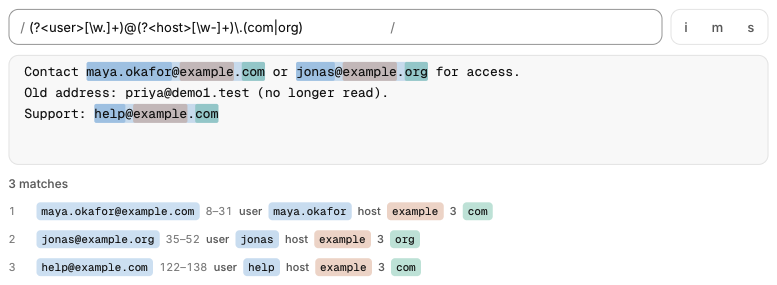 / (?<user>[\w.]+)@(?<host>[\w-]+)\.(com|org) / i m s
Contact maya.okafor@example.com or jonas@example.org for access.
Old address: priya@demo1.test (no longer read).
Support: help@example.com
3 matches
1 maya.okafor@example.com 8–31 user maya.okafor host example 3 com
2 jonas@example.org 35–52 user jonas host example 3 org
3 help@example.com 122–138 user help host example 3 com